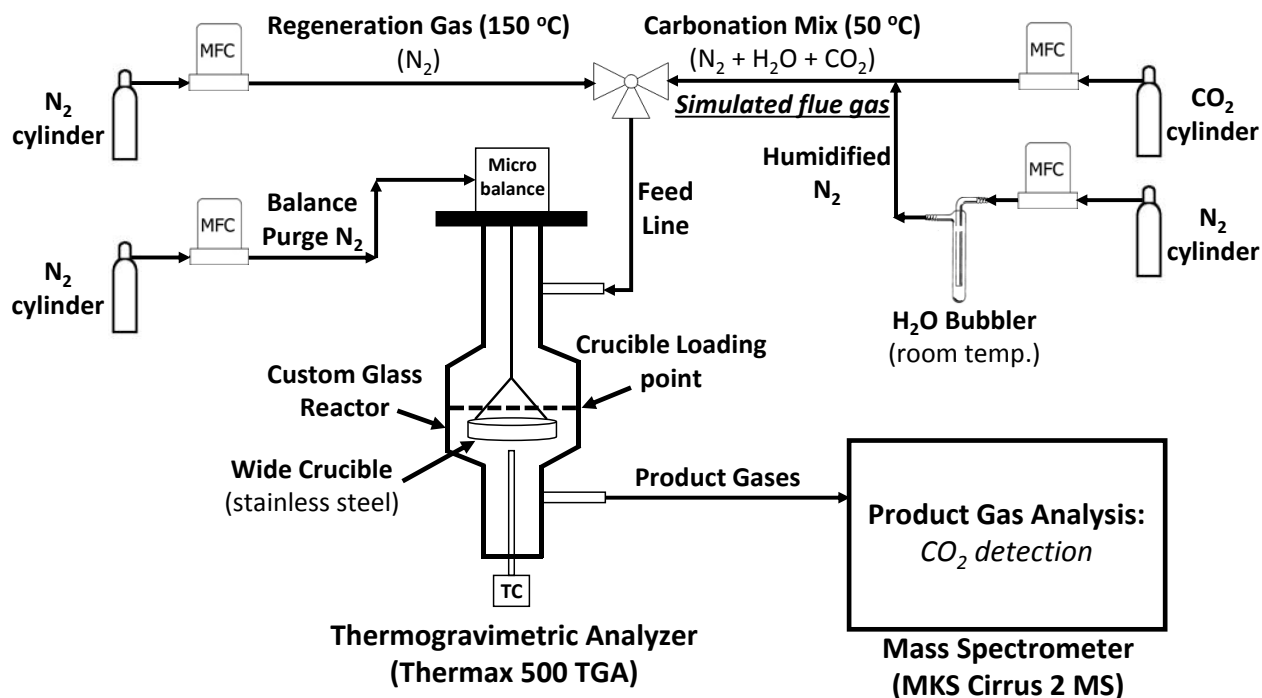 Regeneration Gas (150 °C)
(N₂)
Carbonation Mix (50 °C)
(N₂ + H₂O + CO₂)
Simulated flue gas
MFC
MFC
N₂
cylinder
CO₂
cylinder
Humidified
N₂
MFC
N₂
cylinder
H₂O Bubbler
(room temp.)
Micro
balance
Feed
Line
Balance
Purge N₂
MFC
N₂
cylinder
Crucible Loading
point
Custom Glass
Reactor
Wide Crucible
(stainless steel)
Product Gases
Product Gas Analysis:
CO₂ detection
TC
Thermogravimetric Analyzer
(Thermax 500 TGA)
Mass Spectrometer
(MKS Cirrus 2 MS)